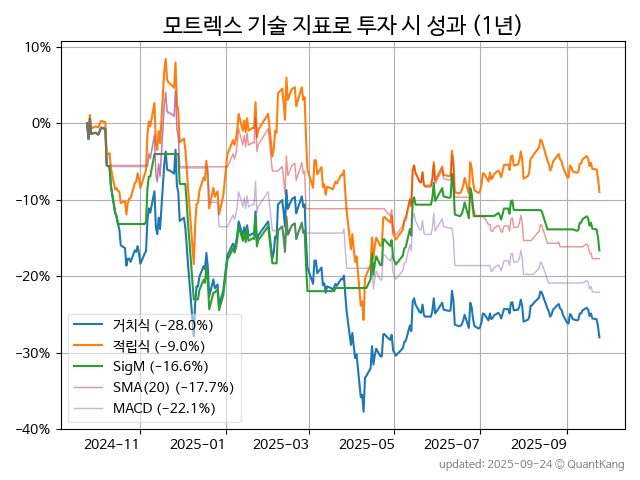 모트렉스 기술 지표로 투자 시 성과 (1년)
10%
0%
−10%
−20%
−30%
−40%
거치식 (−28.0%)
적립식 (−9.0%)
SigM (−16.6%)
SMA(20) (−17.7%)
MACD (−22.1%)
2024-11
2025-01
2025-03
2025-05
2025-07
2025-09
updated: 2025-09-24 © QuantKang